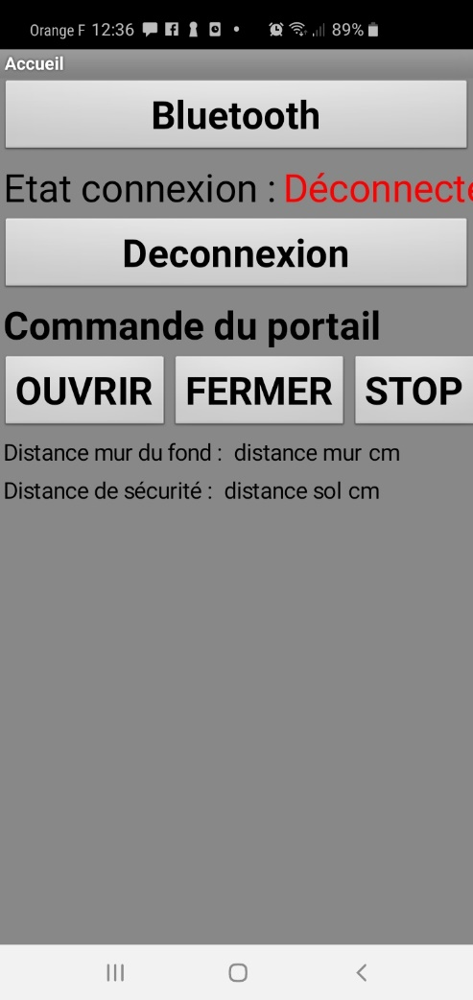 Orange F 12:36 89%
Accueil
Bluetooth
Etat connexion : Déconnecte
Deconnexion
Commande du portail
OUVRIR FERMER STOP
Distance mur du fond : distance mur cm
Distance de sécurité : distance sol cm